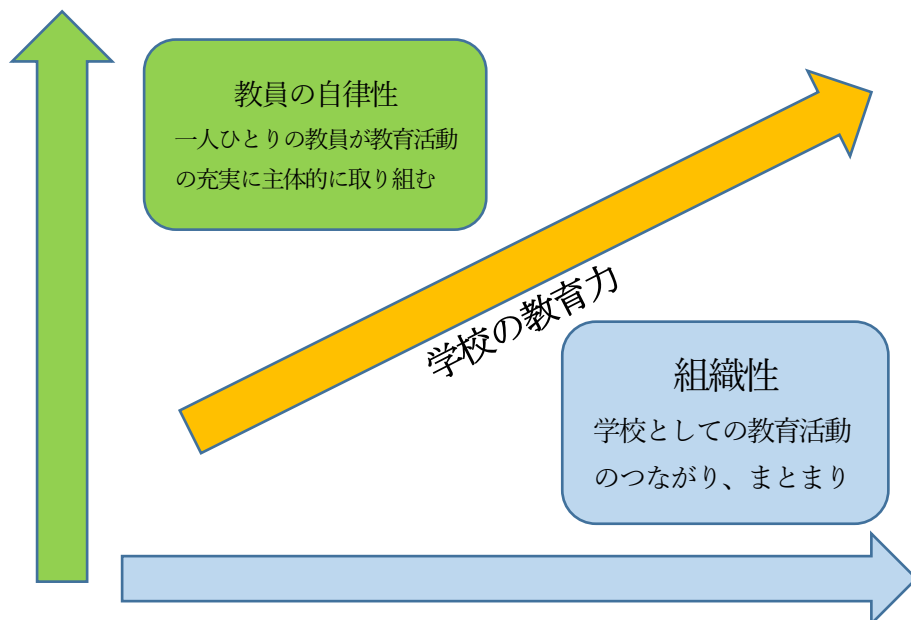 教員の自律性
一人ひとりの教員が教育活動
の充実に主体的に取り組む
学校の教育力
組織性
学校としての教育活動
のつながり、まとまり